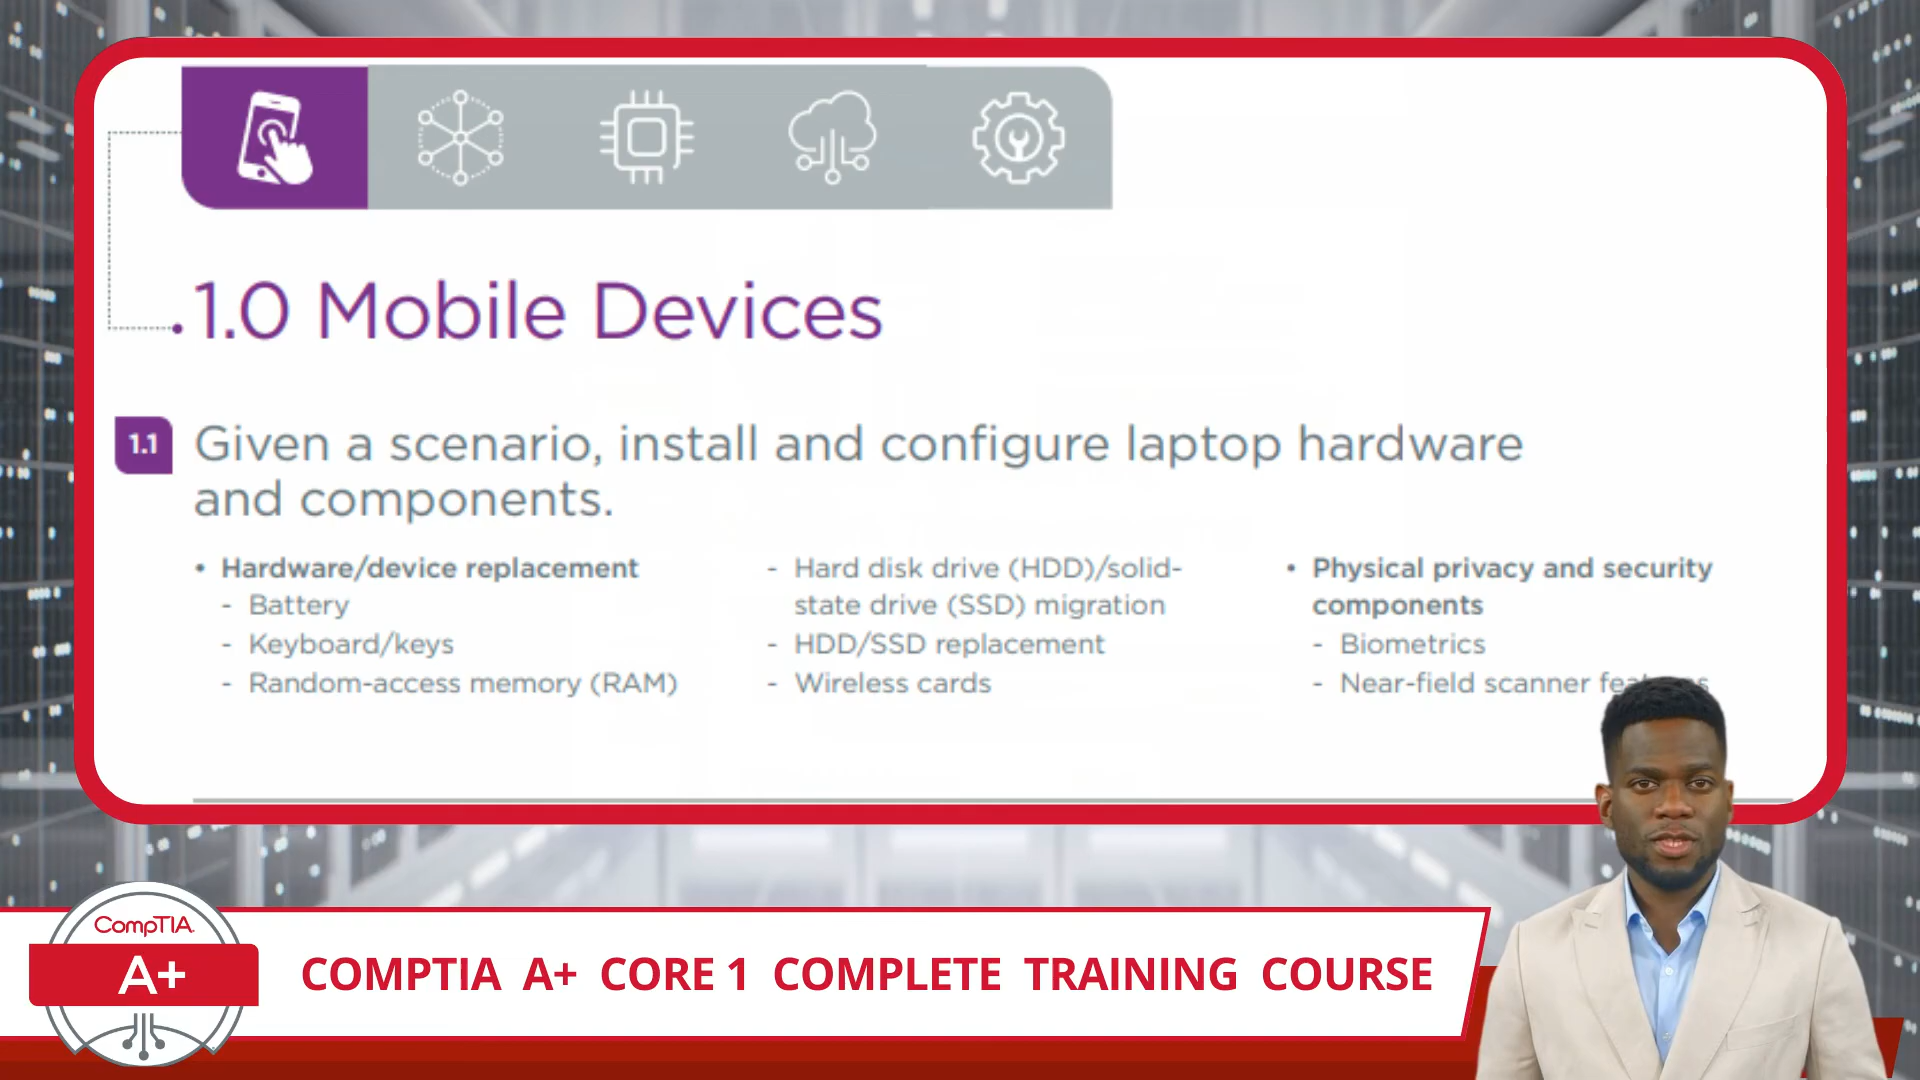 1.0 Mobile Devices
1.1
Given a scenario, install and configure laptop hardware
and components.
• Hardware/device replacement
- Battery
- Keyboard/keys
- Random-access memory (RAM)
- Hard disk drive (HDD)/solid-
state drive (SSD) migration
- HDD/SSD replacement
- Wireless cards
• Physical privacy and security
components
- Biometrics
- Near-field scanner
CompTIA.
A+
COMPTIA A+ CORE 1 COMPLETE TRAINING COURSE